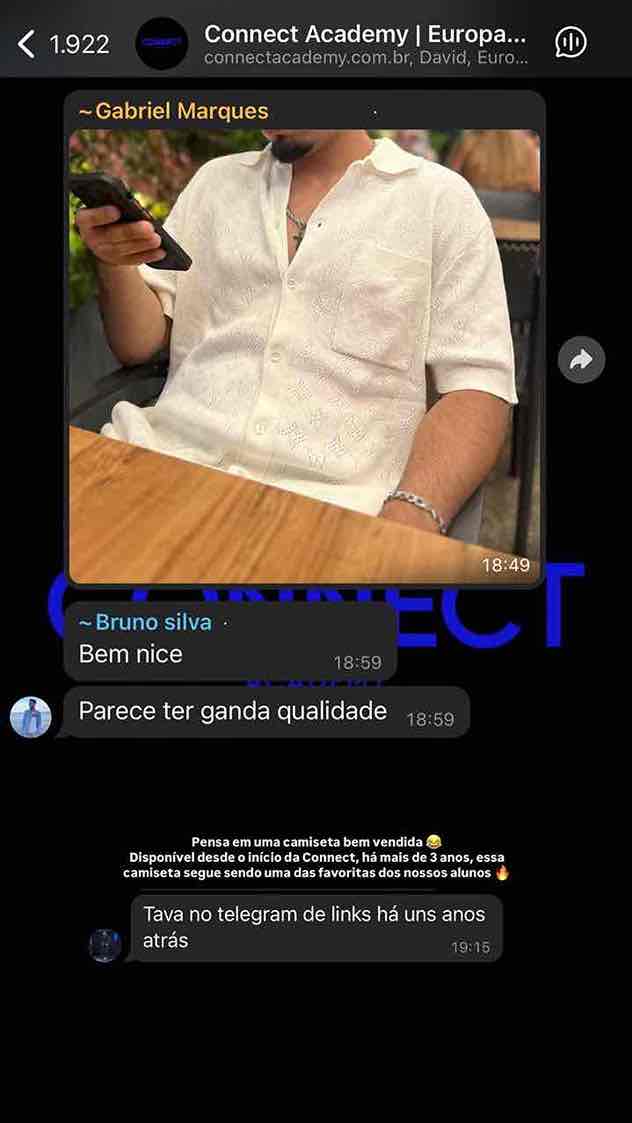 1.922
CONNECT
Connect Academy | Europa...
connectacademy.com.br, David, Euro...
~Gabriel Marques
18:49
CONNECT
~Bruno silva
Bem nice
18:59
Parece ter ganda qualidade
18:59
Pensa em uma camiseta bem vendida 😂
Disponível desde o início da Connect, há mais de 3 anos, essa
camiseta segue sendo uma das favoritas dos nossos alunos 🔥
Tava no telegram de links há uns anos
atrás
19:15